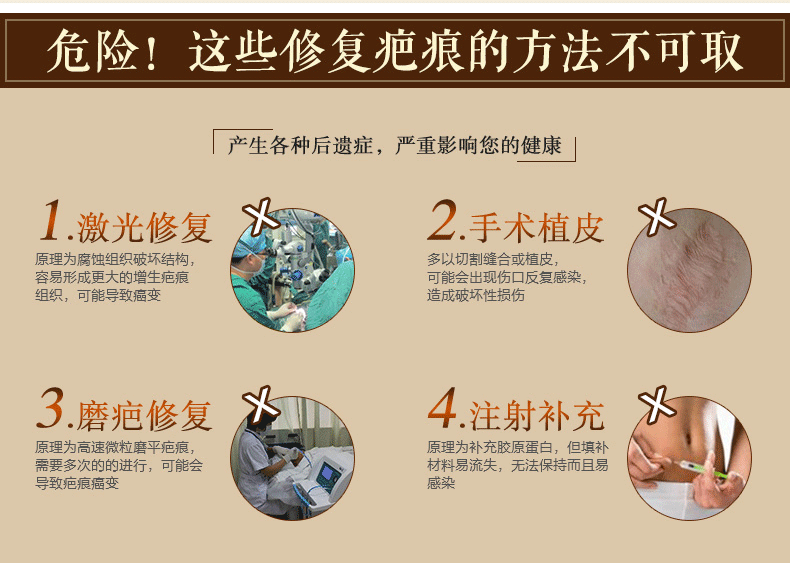 危险！这些修复疤痕的方法不可取
产生各种后遗症，严重影响您的健康
1.激光修复
原理为腐蚀组织破坏结构，
容易形成更大的增生疤痕
组织，可能导致癌变
2.手术植皮
多以切割缝合或植皮，
可能会出现伤口反复感染，
造成破坏性损伤
3.磨疤修复
原理为高速微粒磨平疤痕，
需要多次的的进行，可能会
导致疤痕癌变
4.注射补充
原理为补充胶原蛋白，但填补
材料易流失，无法保持而且易
感染